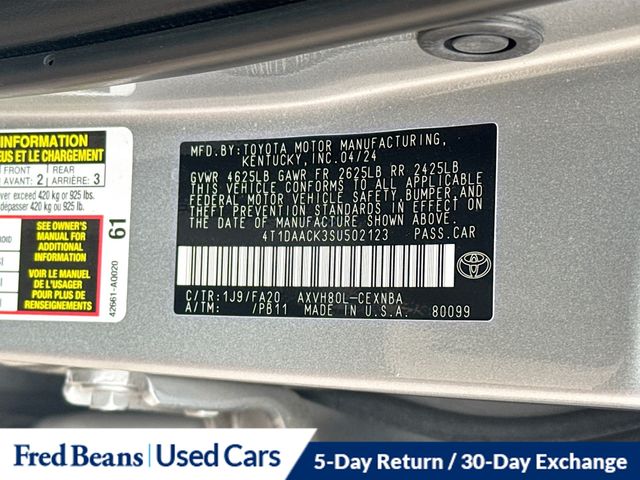 INFORMATION
EUS ET LE CHARGEMENT
FRONT
AVANT: 2
REAR
ARRIÈRE: 3
ver exceed 420 kg or 925 lbs.
dépasser 420 kg ou 925 lb.
SEE OWNER'S
MANUAL FOR
ADDITIONAL
INFORMATION
VOIR LE MANUEL
DE L'USAGER
POUR PLUS DE
RENSEIGNEMENTS
61
42661-A0020
MFD.BY:TOYOTA MOTOR MANUFACTURING,
KENTUCKY, INC.04/24
GVWR 4625LB GAWR FR 2625LB RR 2425LB
THIS VEHICLE CONFORMS TO ALL APPLICABLE
FEDERAL MOTOR VEHICLE SAFETY, BUMPER, AND
THEFT PREVENTION STANDARDS IN EFFECT ON
THE DATE OF MANUFACTURE SHOWN ABOVE.
4T1DAACK3SU502123 PASS.CAR
C/TR:1J9/FA20 AXVH80L-CEXNBA
A/TM: /PB11 MADE IN U.S.A. 80099
Fred Beans | Used Cars
5-Day Return / 30-Day Exchange